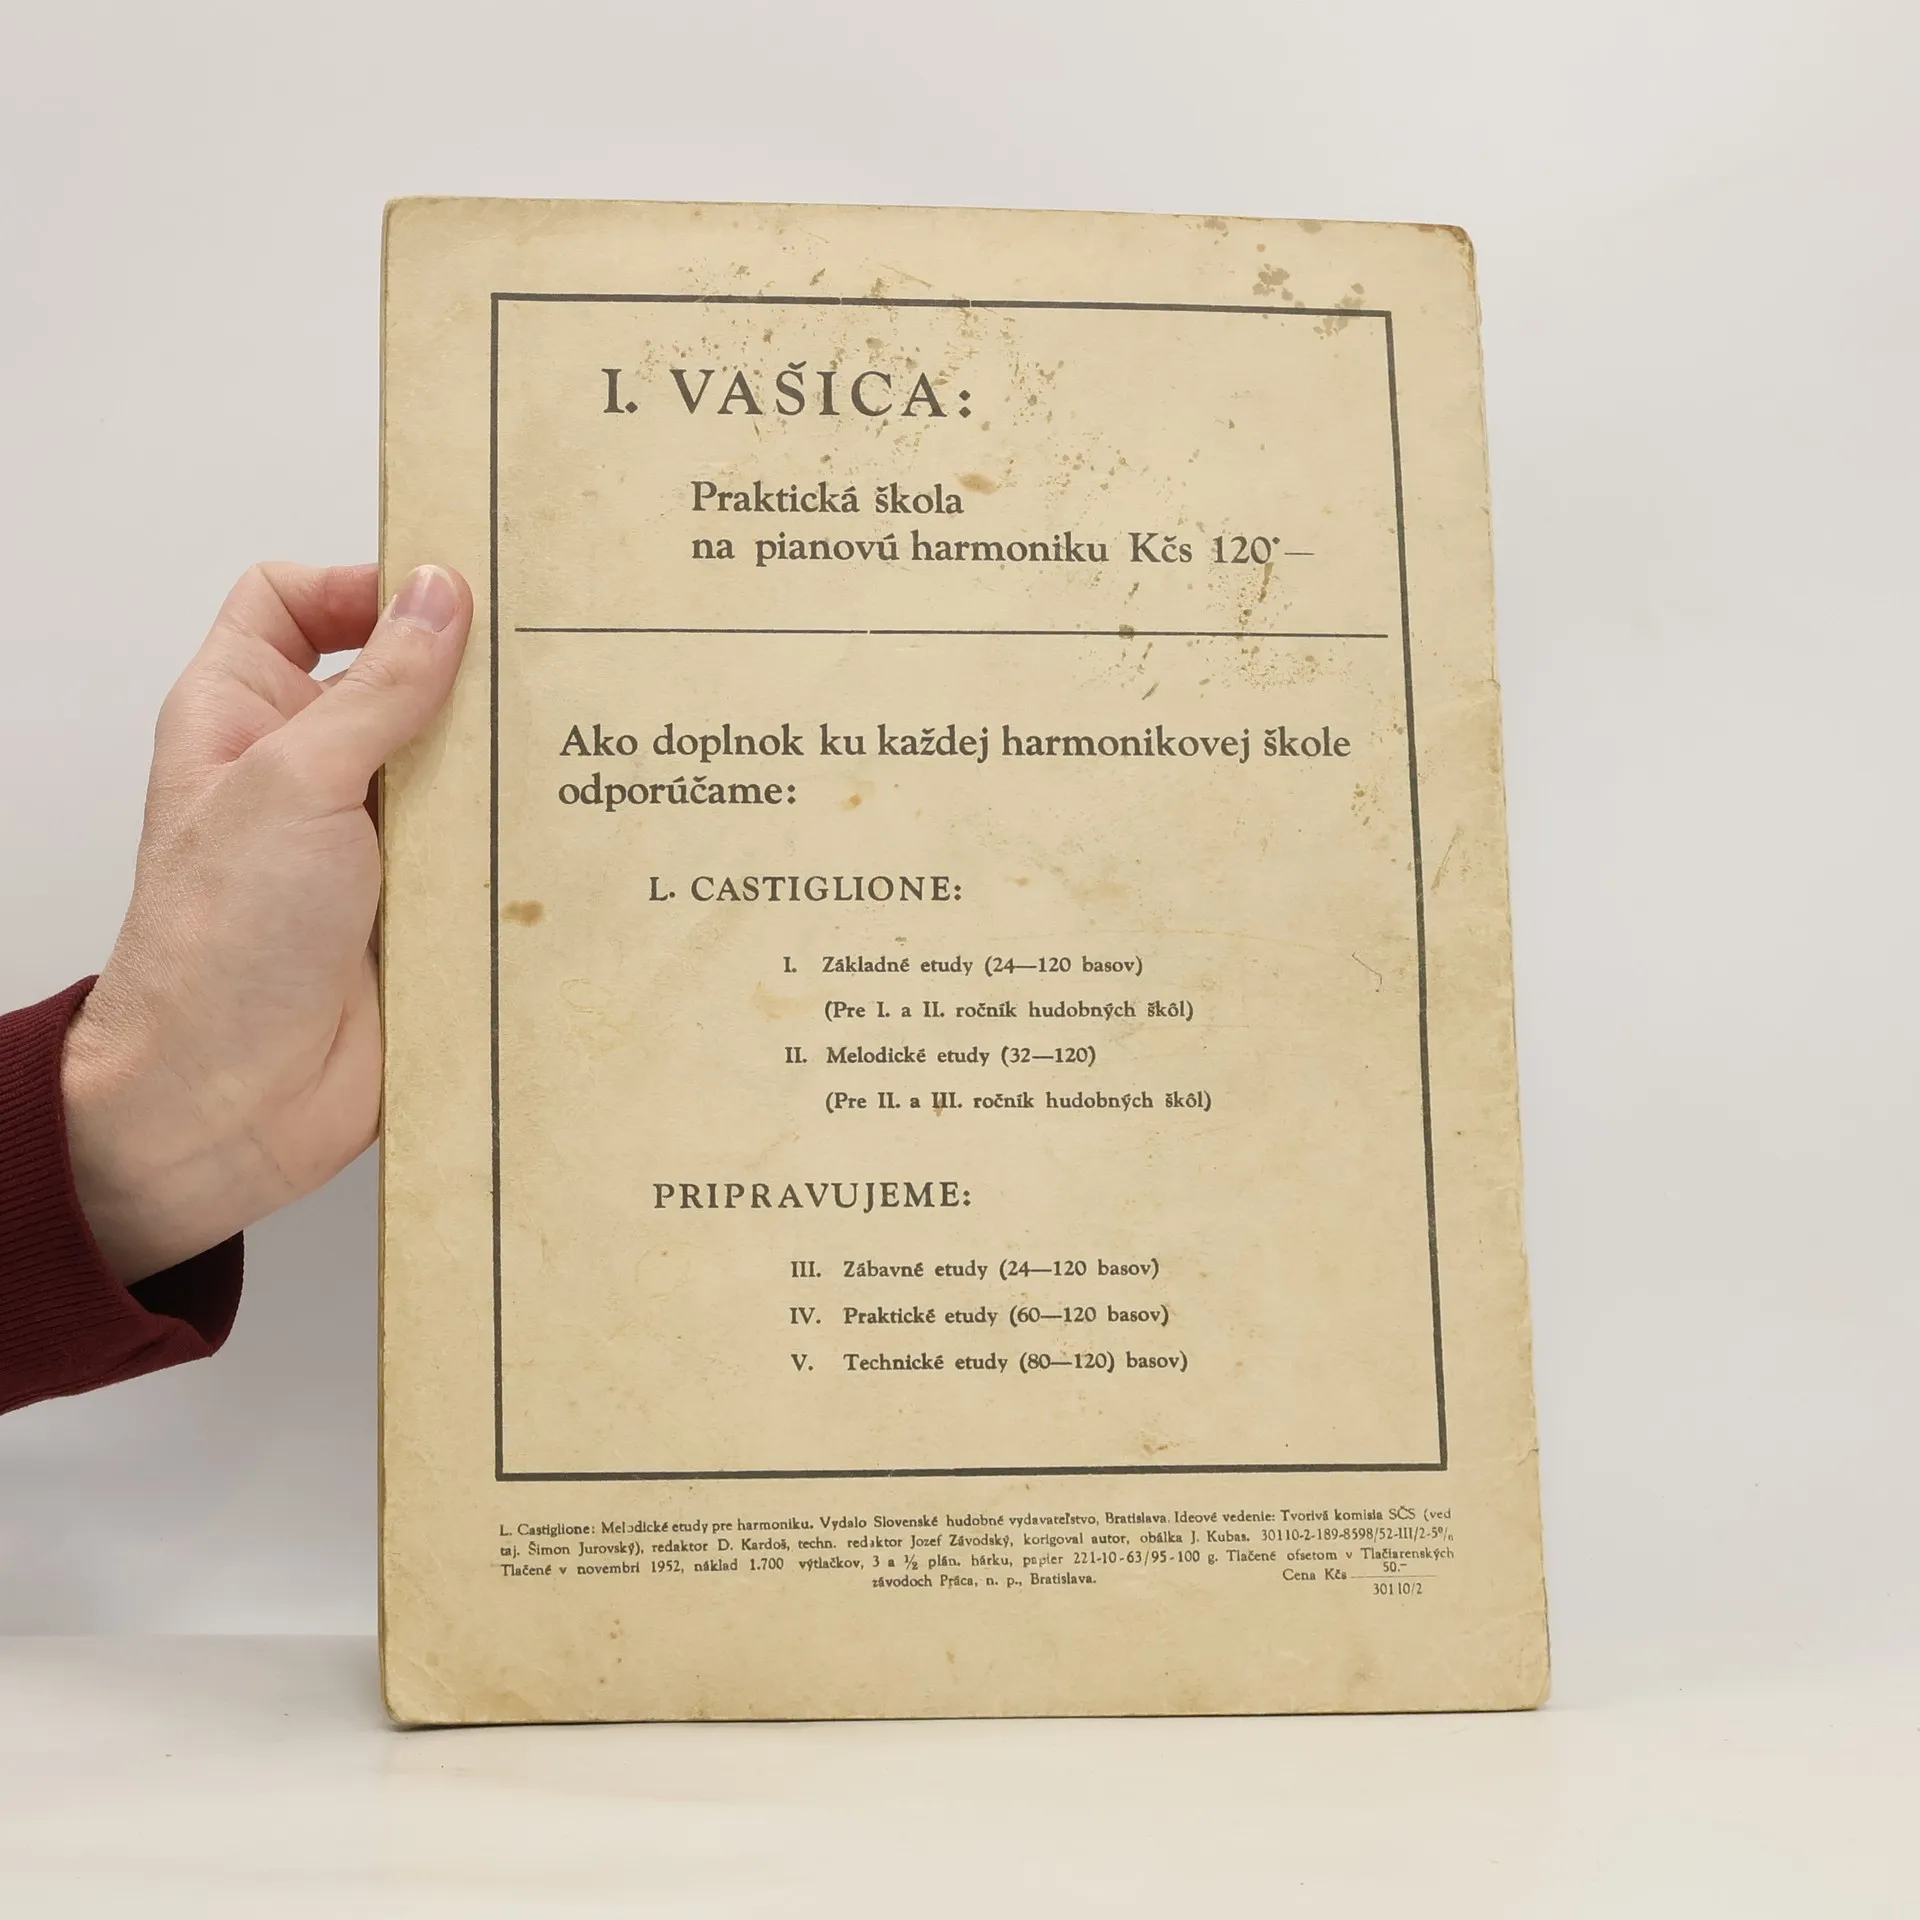 I. VAŠICA:
Praktická škola
na pianovú harmoniku Kčs 120·—
Ako doplnok ku každej harmonikovej škole
odporúčame:
L. CASTIGLIONE:
I. Základné etudy (24—120 basov)
(Pre I. a II. ročník hudobných škôl)
II. Melodické etudy (32—120)
(Pre II. a III. ročník hudobných škôl)
PRIPRAVUJEME:
III. Zábavné etudy (24—120 basov)
IV. Praktické etudy (60—120 basov)
V. Technické etudy (80—120) basov)
L. Castiglione: Melodické etudy pre harmoniku. Vydalo Slovenské hudobné vydavateľstvo, Bratislava. Ideové vedenie: Tvorivá komisia SČS (ved
taj. Šimon Jurovský), redaktor D. Kardoš, techn. redaktor Jozef Závodský, korigoval autor, obálka J. Kubas. 30110-2-189-8598/52-III/2-5%
Tlačené v novembri 1952, náklad 1.700 výtlačkov, 3 a ½ plán. hárku, papier 221-10-63/95-100 g. Tlačené ofsetom v Tlačiarenských
závodoch Práca, n. p., Bratislava.
Cena Kčs 50.–
30110/2